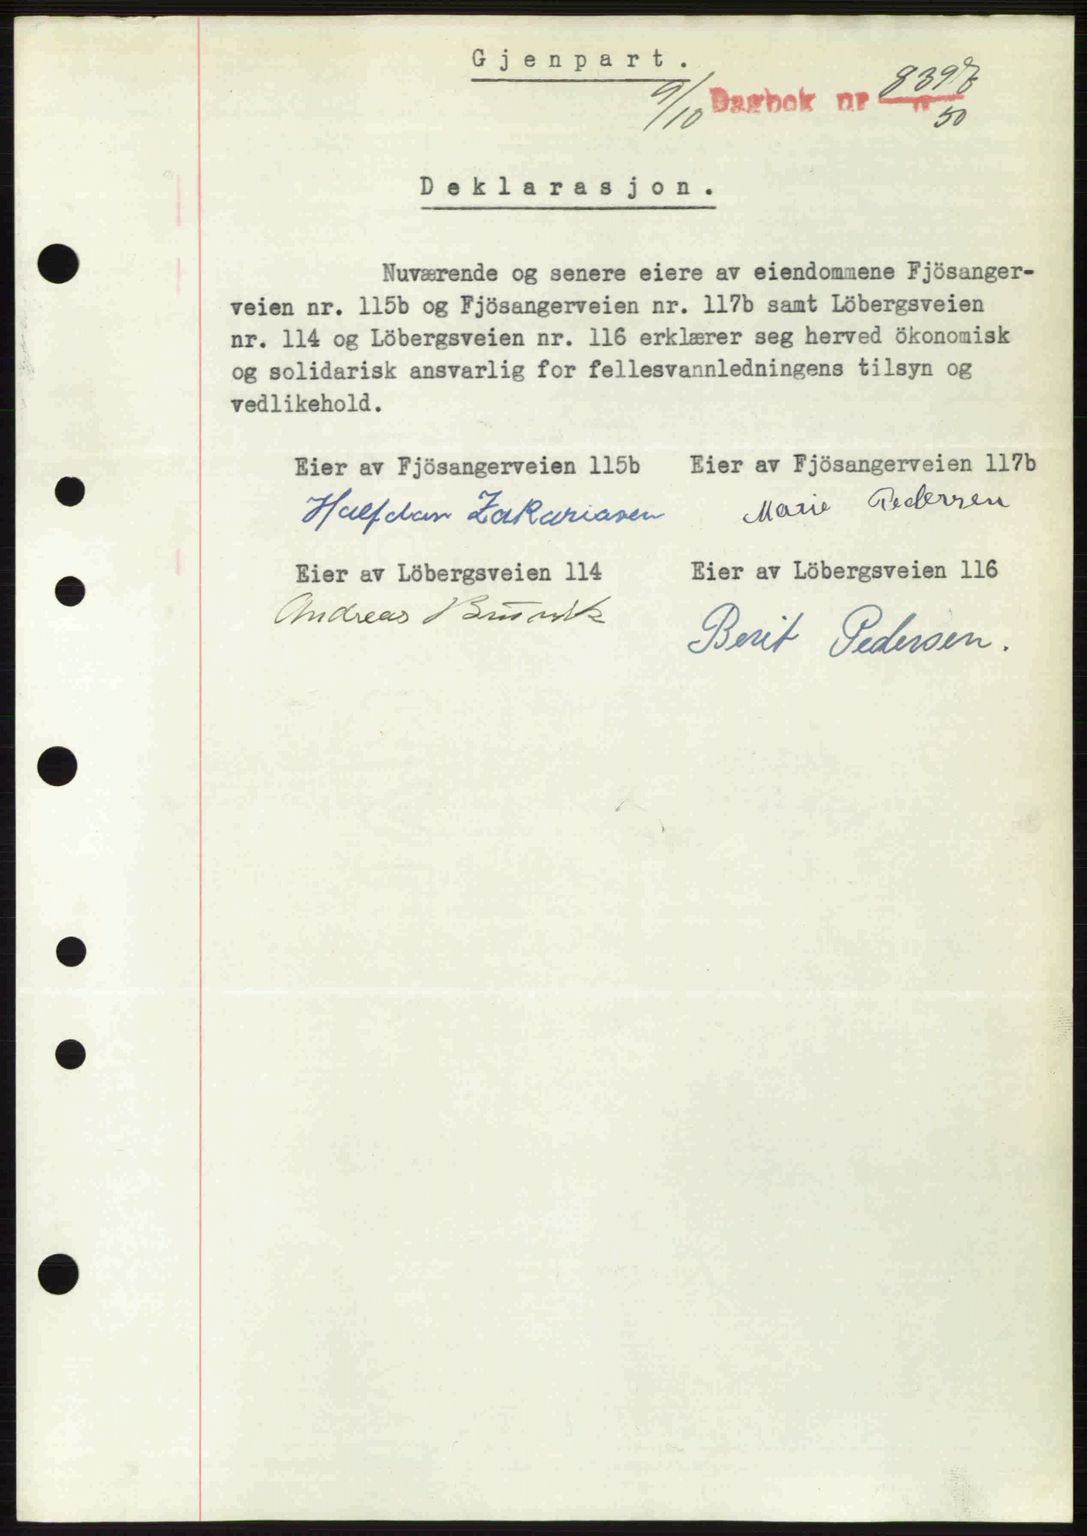 Gjenpart.
9/10 Dagbok nr 8397
50
Deklarasjon.
Nuværende og senere eiere av eiendommene Fjösanger-
veien nr. 115b og Fjösangerveien nr. 117b samt Löbergsveien
nr. 114 og Löbergsveien nr. 116 erklærer seg herved ökonomisk
og solidarisk ansvarlig for fellesvannledningens tilsyn og
vedlikehold.
Eier av Fjösangerveien 115b Eier av Fjösangerveien 117b
Halfdan Zakariasen Marie Pedersen
Eier av Löbergsveien 114 Eier av Löbergsveien 116
Andreas
Berit Pedersen.